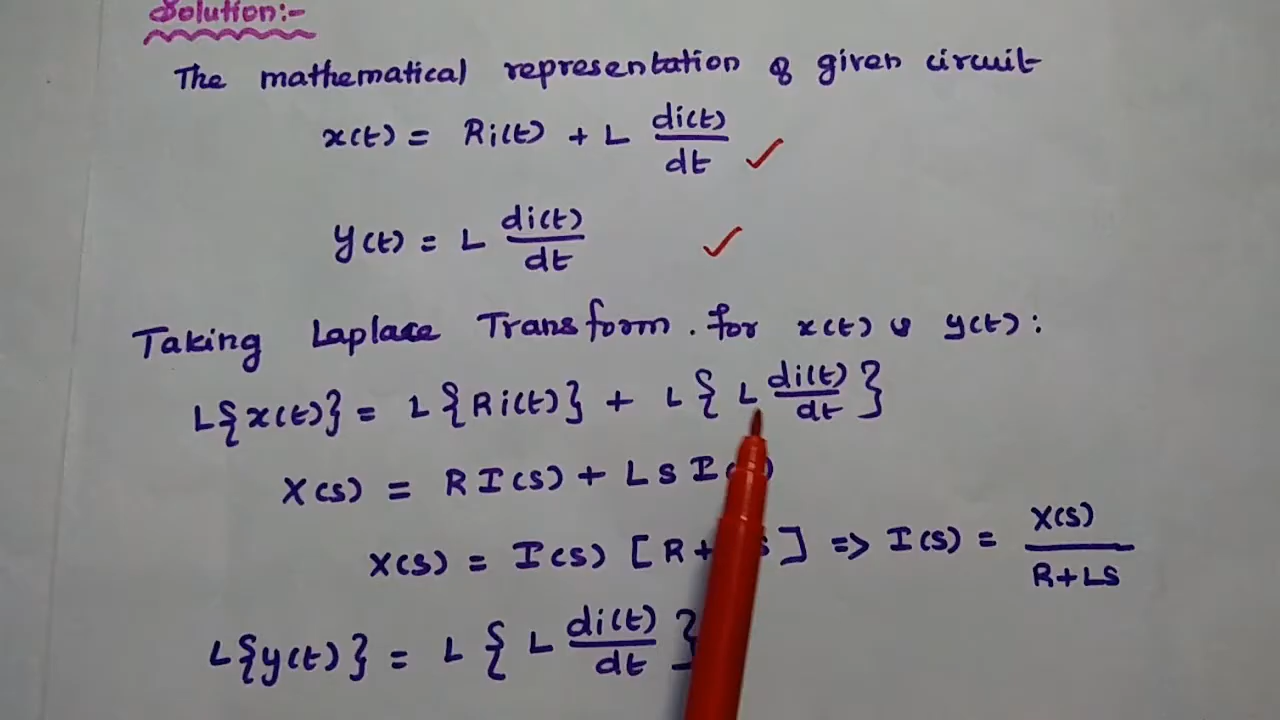 Solution:-
The mathematical representation of given circuit
x(t) = Ri(t) + L di(t)/dt ✓
y(t) = L di(t)/dt ✓
Taking Laplace Transform. for x(t) & y(t):
L{x(t)} = L{Ri(t)} + L{L di(t)/dt}
X(s) = R I(s) + L s I(
X(s) = I(s) [R+ s] => I(s) = X(s)/R+LS
L{y(t)} = L{L di(t)/dt}